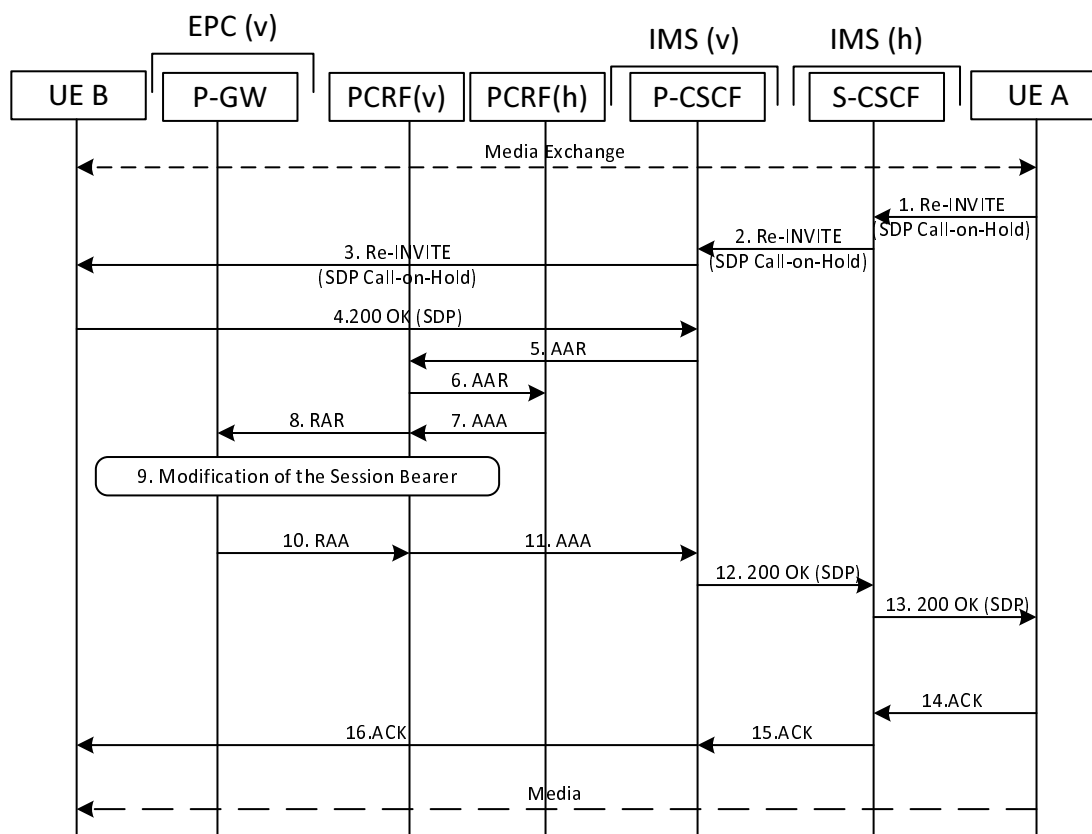 EPC (v)
IMS (v)
IMS (h)
UE B
P-GW
PCRF(v)
PCRF(h)
P-CSCF
S-CSCF
UE A
Media Exchange
1. Re-INVITE
(SDP Call-on-Hold)
2. Re-INVITE
(SDP Call-on-Hold)
3. Re-INVITE
(SDP Call-on-Hold)
4.200 OK (SDP)
5. AAR
6. AAR
8. RAR
7. AAA
9. Modification of the Session Bearer
10. RAA
11. AAA
12. 200 OK (SDP)
13. 200 OK (SDP)
14.ACK
16.ACK
15.ACK
Media